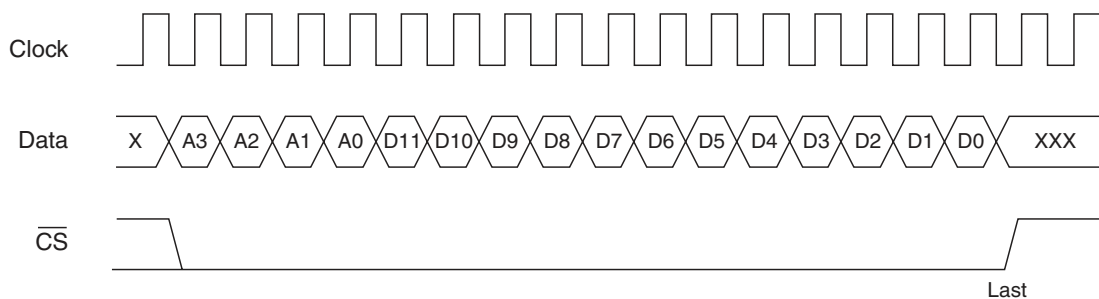 Clock
Data X A3 A2 A1 A0 D11 D10 D9 D8 D7 D6 D5 D4 D3 D2 D1 D0 XXX
CS
Last